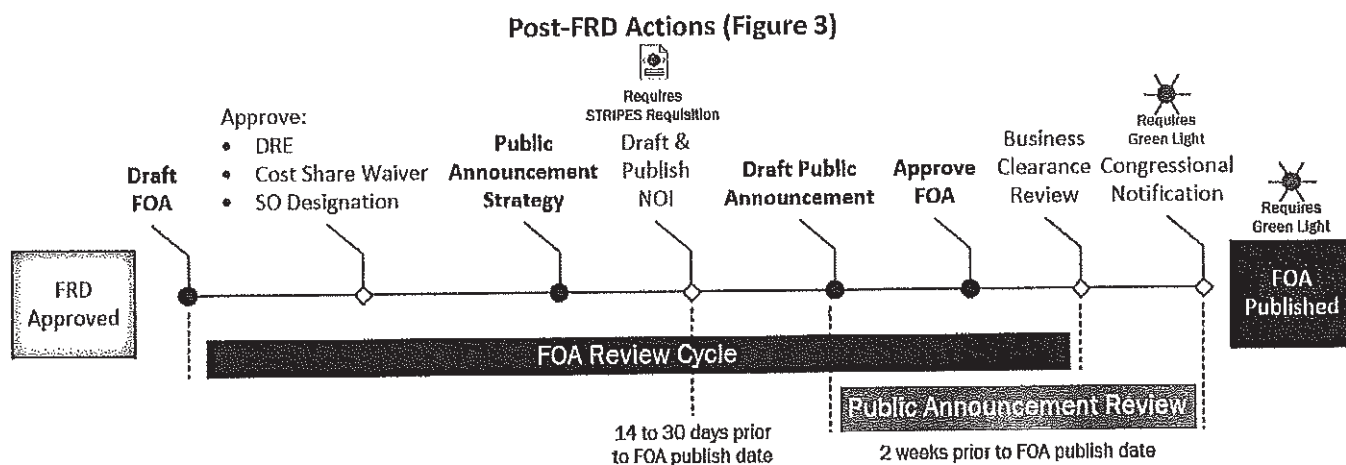 Post-FRD Actions (Figure 3)
Requires
STRIPES Requisition
Requires
Green Light
Requires
Green Light
Draft
FOA
Approve:
• DRE
• Cost Share Waiver
• SO Designation
Public
Announcement
Strategy
Draft &
Publish
NOI
Draft Public
Announcement
Approve
FOA
Business
Clearance
Review
Congressional
Notification
FRD
Approved
FOA
Published
FOA Review Cycle
Public Announcement Review
14 to 30 days prior
to FOA publish date
2 weeks prior to FOA publish date